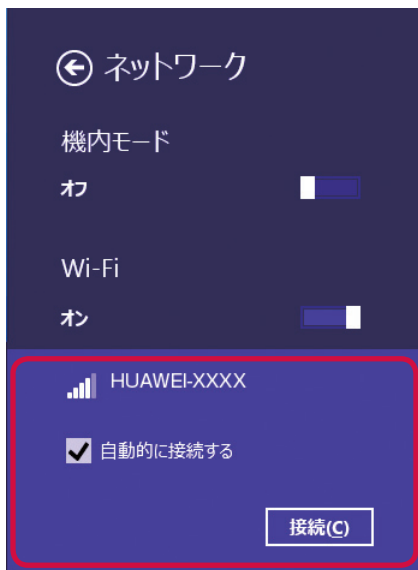 ネットワーク
機内モード
オフ
Wi-Fi
オン
HUAWEI-XXXX
自動的に接続する
接続(C)